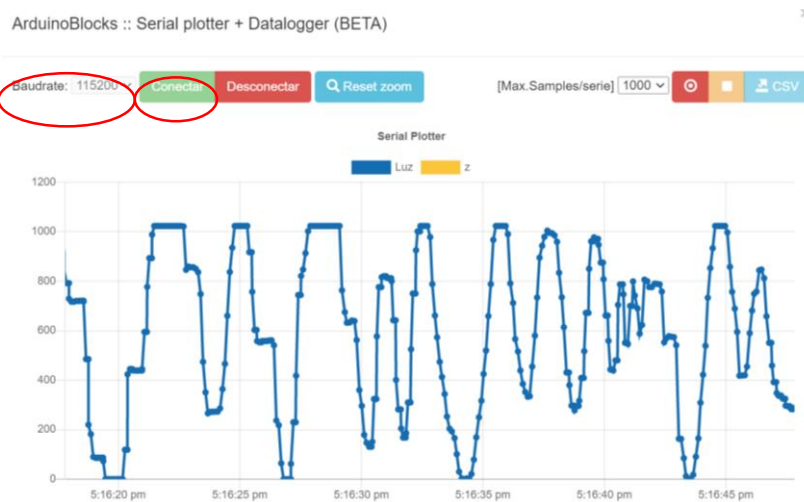 ArduinoBlocks :: Serial plotter + Datalogger (BETA)
Baudrate: 115200 Conectar Desconectar Reset zoom [Max.Samples/serie] 1000 CSV
Serial Plotter
Luz z
1200
1000
800
600
400
200
0
5:16:20 pm 5:16:25 pm 5:16:30 pm 5:16:35 pm 5:16:40 pm 5:16:45 pm